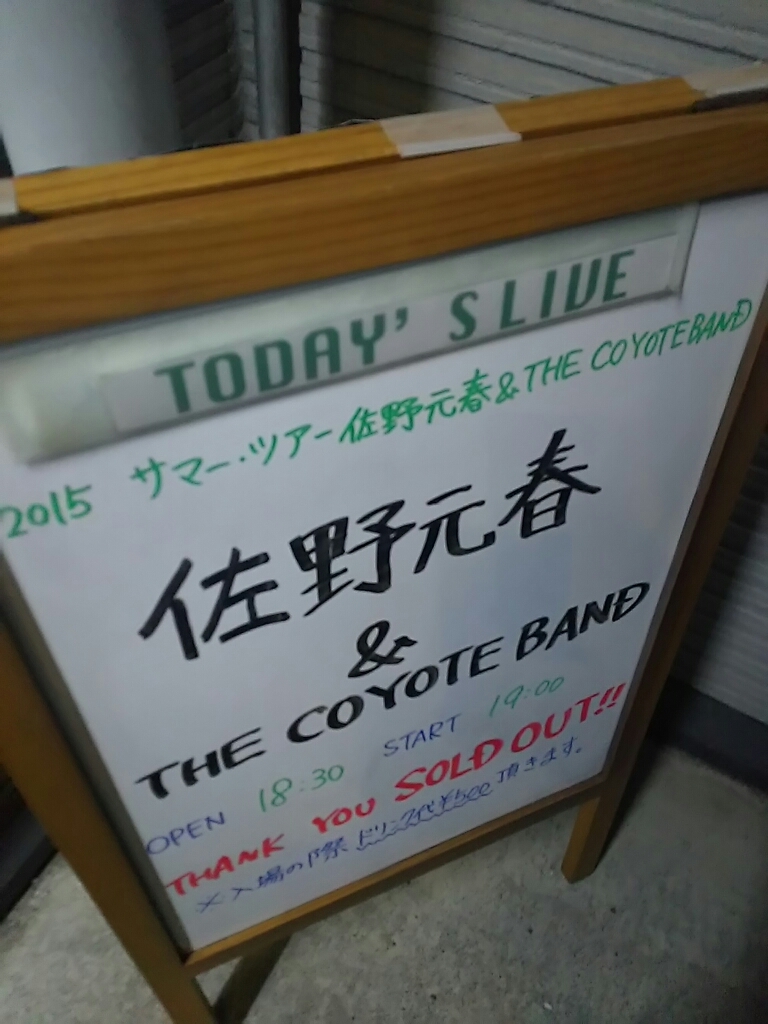 TODAY'S LIVE
2015 サマー・ツアー佐野元春&THE COYOTE BAND
佐野元春
&
THE COYOTE BAND
OPEN 18:30 START 19:00
THANK YOU SOLD OUT!!
※入場の際ドリンク代¥500頂きます。